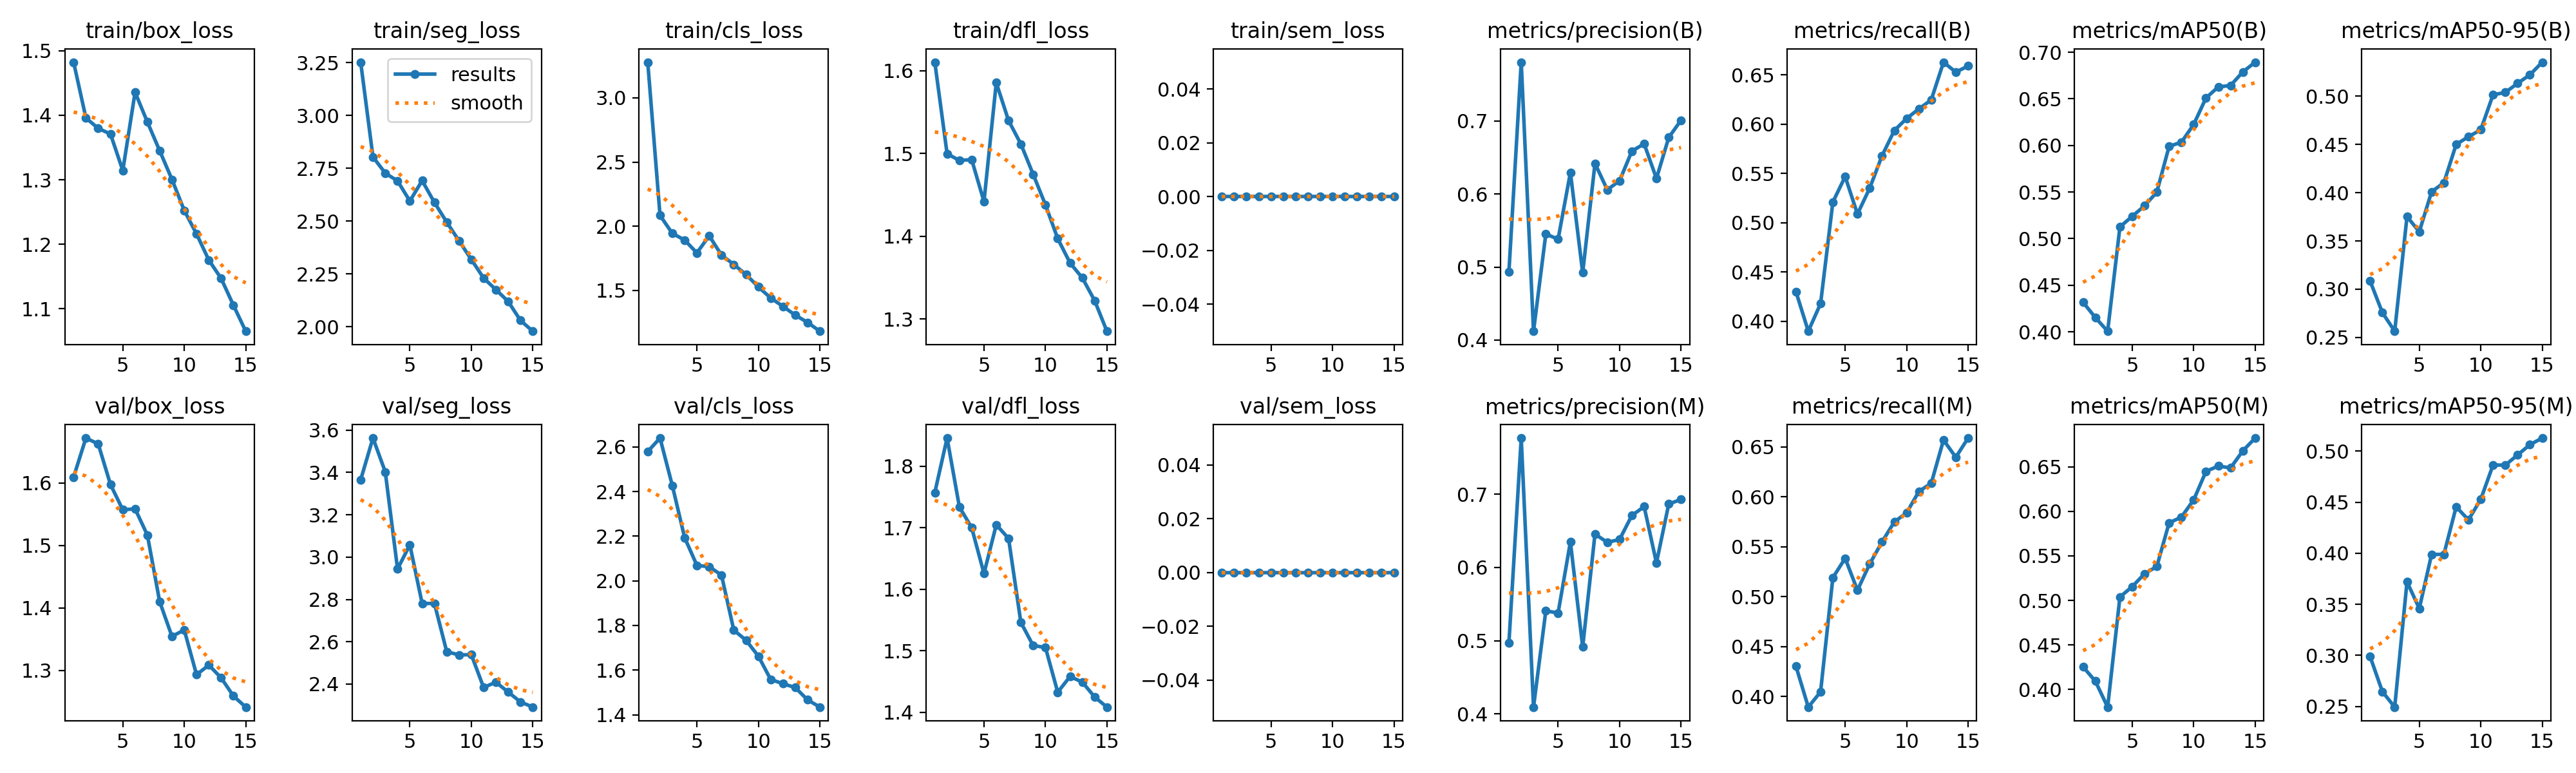 train/box_loss
train/seg_loss
train/cls_loss
train/dfl_loss
train/sem_loss
metrics/precision(B)
metrics/recall(B)
metrics/mAP50(B)
metrics/mAP50-95(B)
1.5
1.4
1.3
1.2
1.1
5 10 15
3.25
3.00
2.75
2.50
2.25
2.00
results
smooth
5 10 15
3.0
2.5
2.0
1.5
5 10 15
1.6
1.5
1.4
1.3
5 10 15
0.04
0.02
0.00
−0.02
−0.04
5 10 15
0.7
0.6
0.5
0.4
5 10 15
0.65
0.60
0.55
0.50
0.45
0.40
5 10 15
0.70
0.65
0.60
0.55
0.50
0.45
0.40
5 10 15
0.50
0.45
0.40
0.35
0.30
0.25
5 10 15
val/box_loss
val/seg_loss
val/cls_loss
val/dfl_loss
val/sem_loss
metrics/precision(M)
metrics/recall(M)
metrics/mAP50(M)
metrics/mAP50-95(M)
1.6
1.5
1.4
1.3
5 10 15
3.6
3.4
3.2
3.0
2.8
2.6
2.4
5 10 15
2.6
2.4
2.2
2.0
1.8
1.6
1.4
5 10 15
1.8
1.7
1.6
1.5
1.4
5 10 15
0.04
0.02
0.00
−0.02
−0.04
5 10 15
0.7
0.6
0.5
0.4
5 10 15
0.65
0.60
0.55
0.50
0.45
0.40
5 10 15
0.65
0.60
0.55
0.50
0.45
0.40
5 10 15
0.50
0.45
0.40
0.35
0.30
0.25
5 10 15